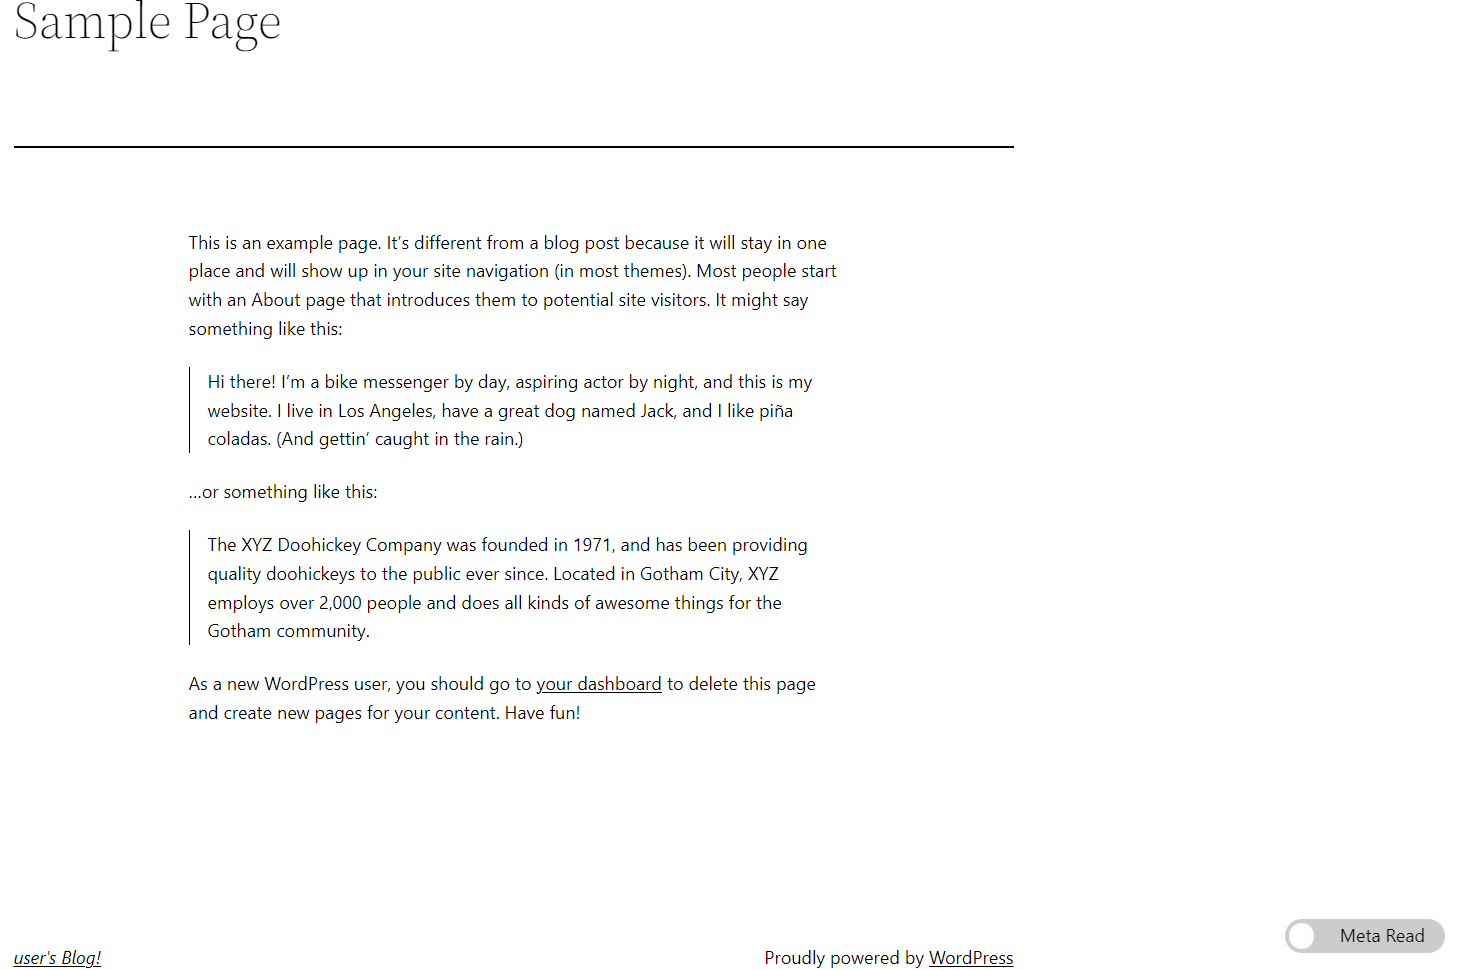 Sample Page
This is an example page. It’s different from a blog post because it will stay in one
place and will show up in your site navigation (in most themes). Most people start
with an About page that introduces them to potential site visitors. It might say
something like this:
Hi there! I’m a bike messenger by day, aspiring actor by night, and this is my
website. I live in Los Angeles, have a great dog named Jack, and I like piña
coladas. (And gettin’ caught in the rain.)
…or something like this:
The XYZ Doohickey Company was founded in 1971, and has been providing
quality doohickeys to the public ever since. Located in Gotham City, XYZ
employs over 2,000 people and does all kinds of awesome things for the
Gotham community.
As a new WordPress user, you should go to your dashboard to delete this page
and create new pages for your content. Have fun!
Meta Read
user's Blog!
Proudly powered by WordPress